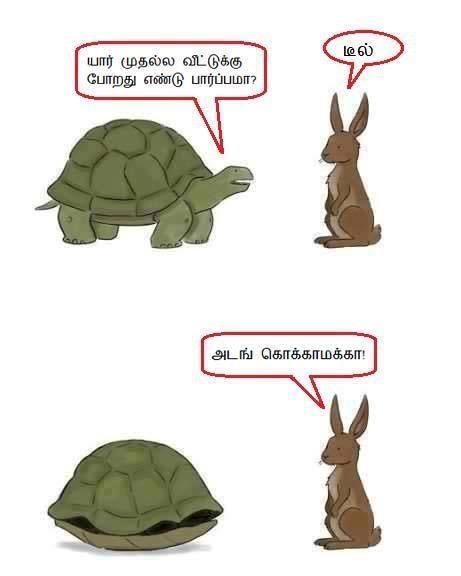 யார் முதல்ல வீட்டுக்கு
போறது எண்டு பார்ப்பமா?
டீல்
அடங் கொக்காமக்கா!